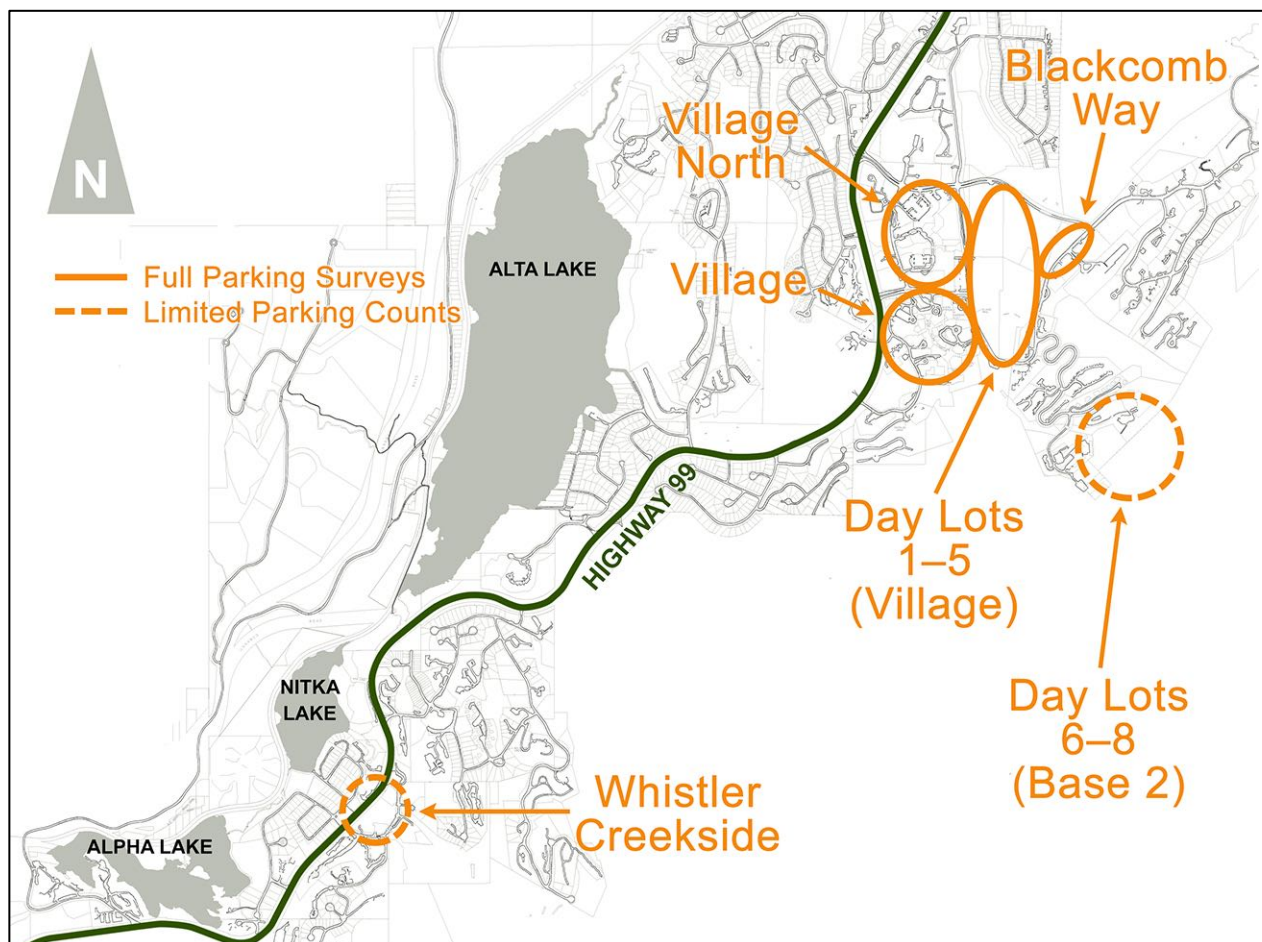 Blackcomb
Way
Village
North
N
Full Parking Surveys
ALTA LAKE
Village
Limited Parking Counts
HIGHWAY 99
Day Lots
1–5
(Village)
NITKA
LAKE
Day Lots
6–8
(Base 2)
Whistler
Creekside
ALPHA LAKE